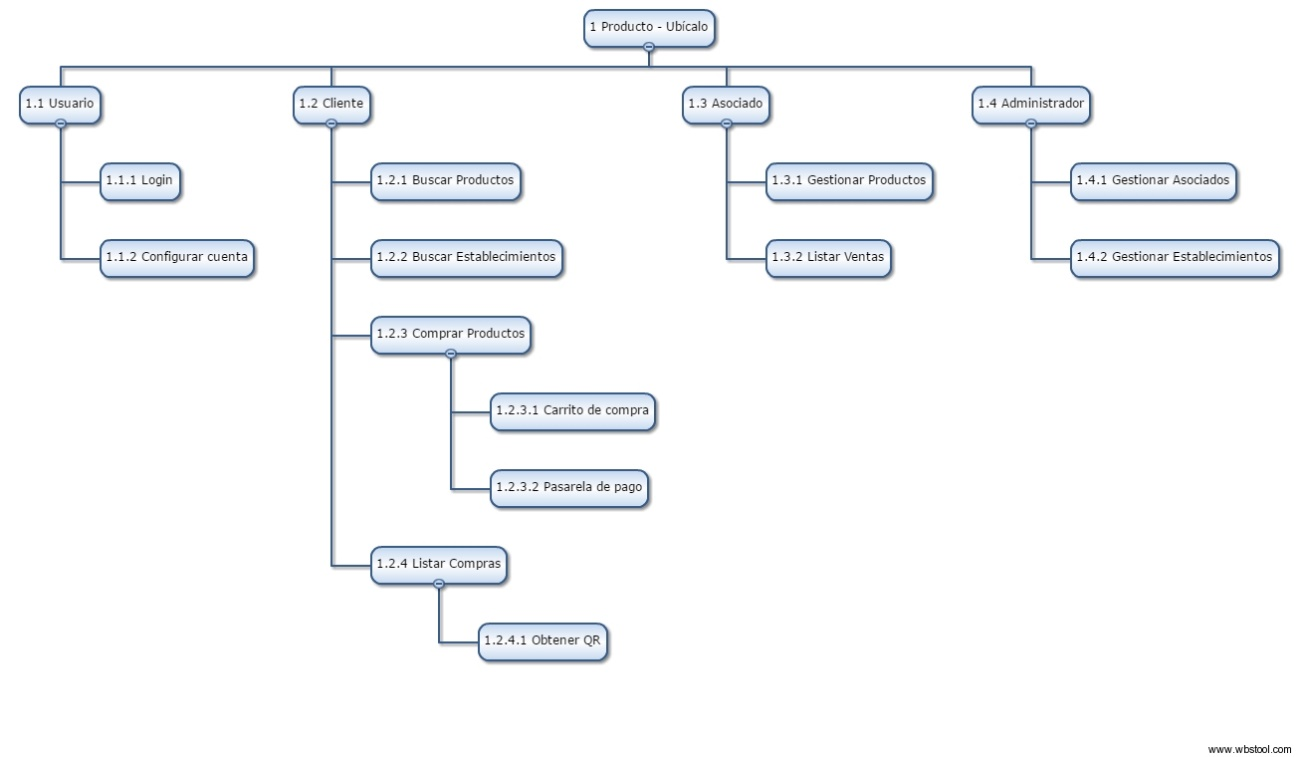 1 Producto - Ubícalo
1.1 Usuario
1.2 Cliente
1.3 Asociado
1.4 Administrador
1.1.1 Login
1.2.1 Buscar Productos
1.3.1 Gestionar Productos
1.4.1 Gestionar Asociados
1.1.2 Configurar cuenta
1.2.2 Buscar Establecimientos
1.3.2 Listar Ventas
1.4.2 Gestionar Establecimientos
1.2.3 Comprar Productos
1.2.3.1 Carrito de compra
1.2.3.2 Pasarela de pago
1.2.4 Listar Compras
1.2.4.1 Obtener QR
www.wbstool.com